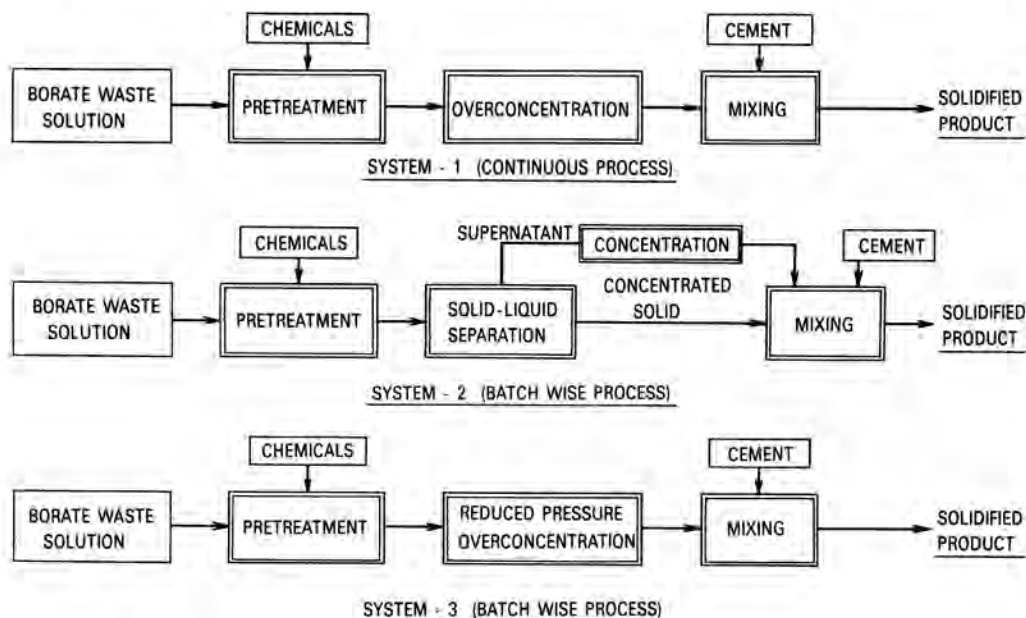 CHEMICALS
CEMENT
BORATE WASTE
SOLUTION
PRETREATMENT
OVERCONCENTRATION
MIXING
SOLIDIFIED
PRODUCT
SYSTEM - 1 (CONTINUOUS PROCESS)
CHEMICALS
SUPERNATANT
CONCENTRATION
CEMENT
BORATE WASTE
SOLUTION
PRETREATMENT
SOLID-LIQUID
SEPARATION
CONCENTRATED
SOLID
MIXING
SOLIDIFIED
PRODUCT
SYSTEM - 2 (BATCH WISE PROCESS)
CHEMICALS
CEMENT
BORATE WASTE
SOLUTION
PRETREATMENT
REDUCED PRESSURE
OVERCONCENTRATION
MIXING
SOLIDIFIED
PRODUCT
SYSTEM - 3 (BATCH WISE PROCESS)